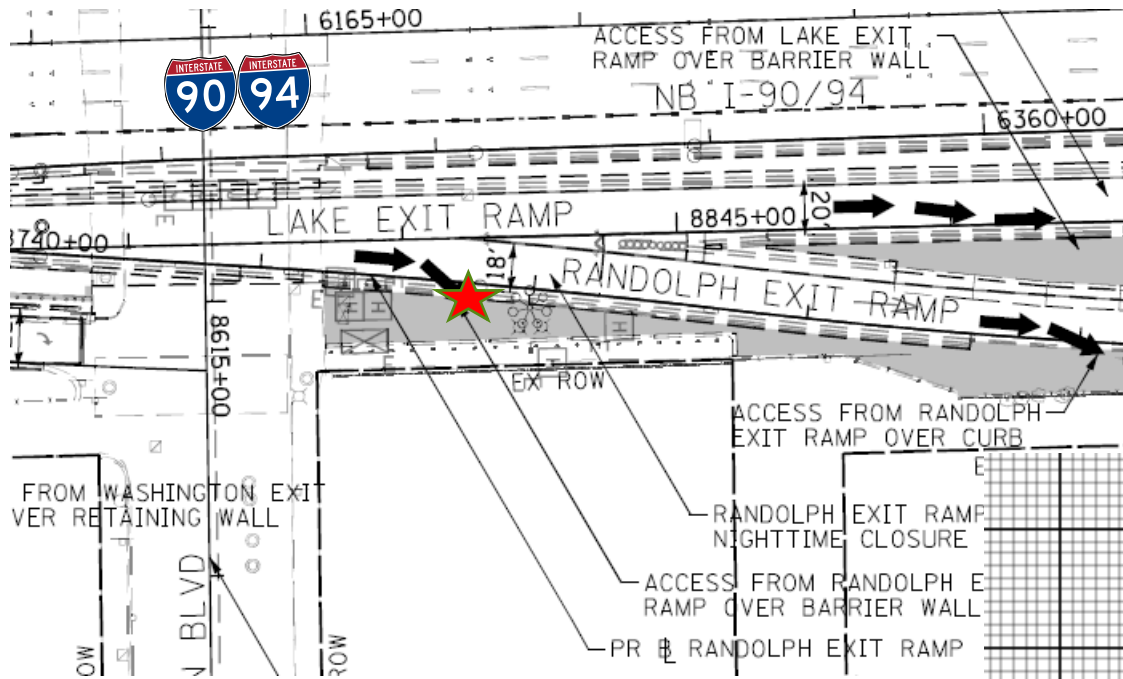 6165+00
ACCESS FROM LAKE EXIT
RAMP OVER BARRIER WALL
INTERSTATE
90
INTERSTATE
94
NB I-90/94
6360+00
LAKE EXIT RAMP
8845+00
20'
8740+00
18'
RANDOLPH EXIT RAMP
E
E
H
H
H
H
8615+00
EX ROW
ACCESS FROM RANDOLPH
EXIT RAMP OVER CURB
E
FROM WASHINGTON EXIT
VER RETAINING WALL
RANDOLPH EXIT RAMP
NIGHTTIME CLOSURE
N BLVD
ACCESS FROM RANDOLPH E
RAMP OVER BARRIER WALL
PR BL RANDOLPH EXIT RAMP
ROW
ROW